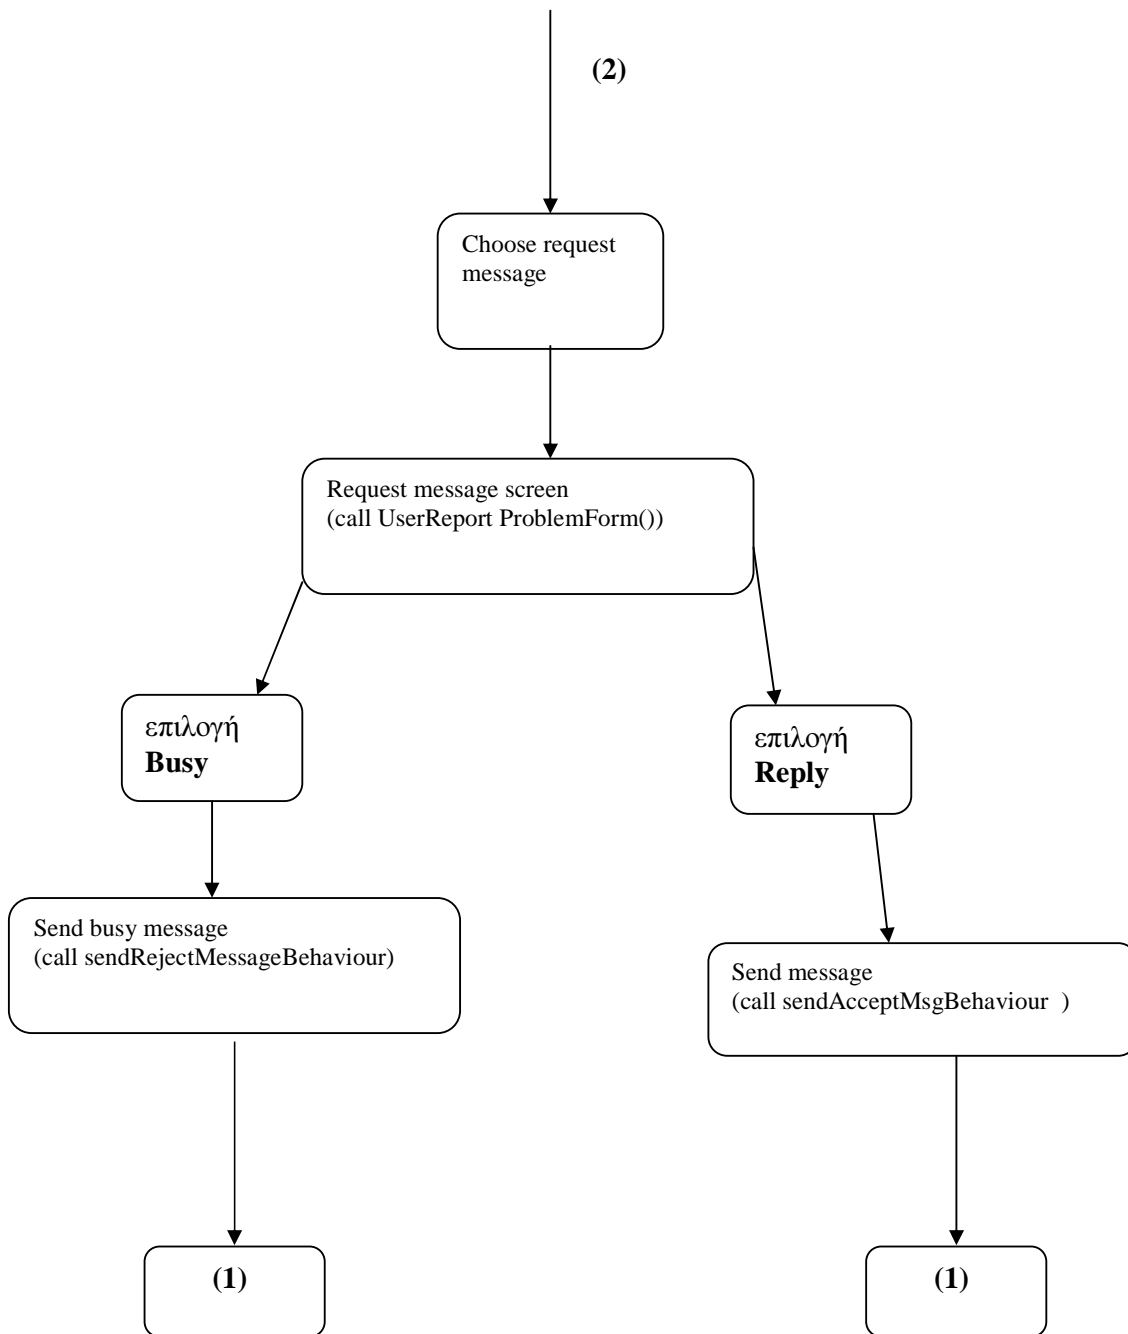 (2)
Choose request
message
Request message screen
(call UserReport ProblemForm())
επιλογή
Busy
επιλογή
Reply
Send busy message
(call sendRejectMessageBehaviour)
Send message
(call sendAcceptMsgBehaviour  )
(1)
(1)